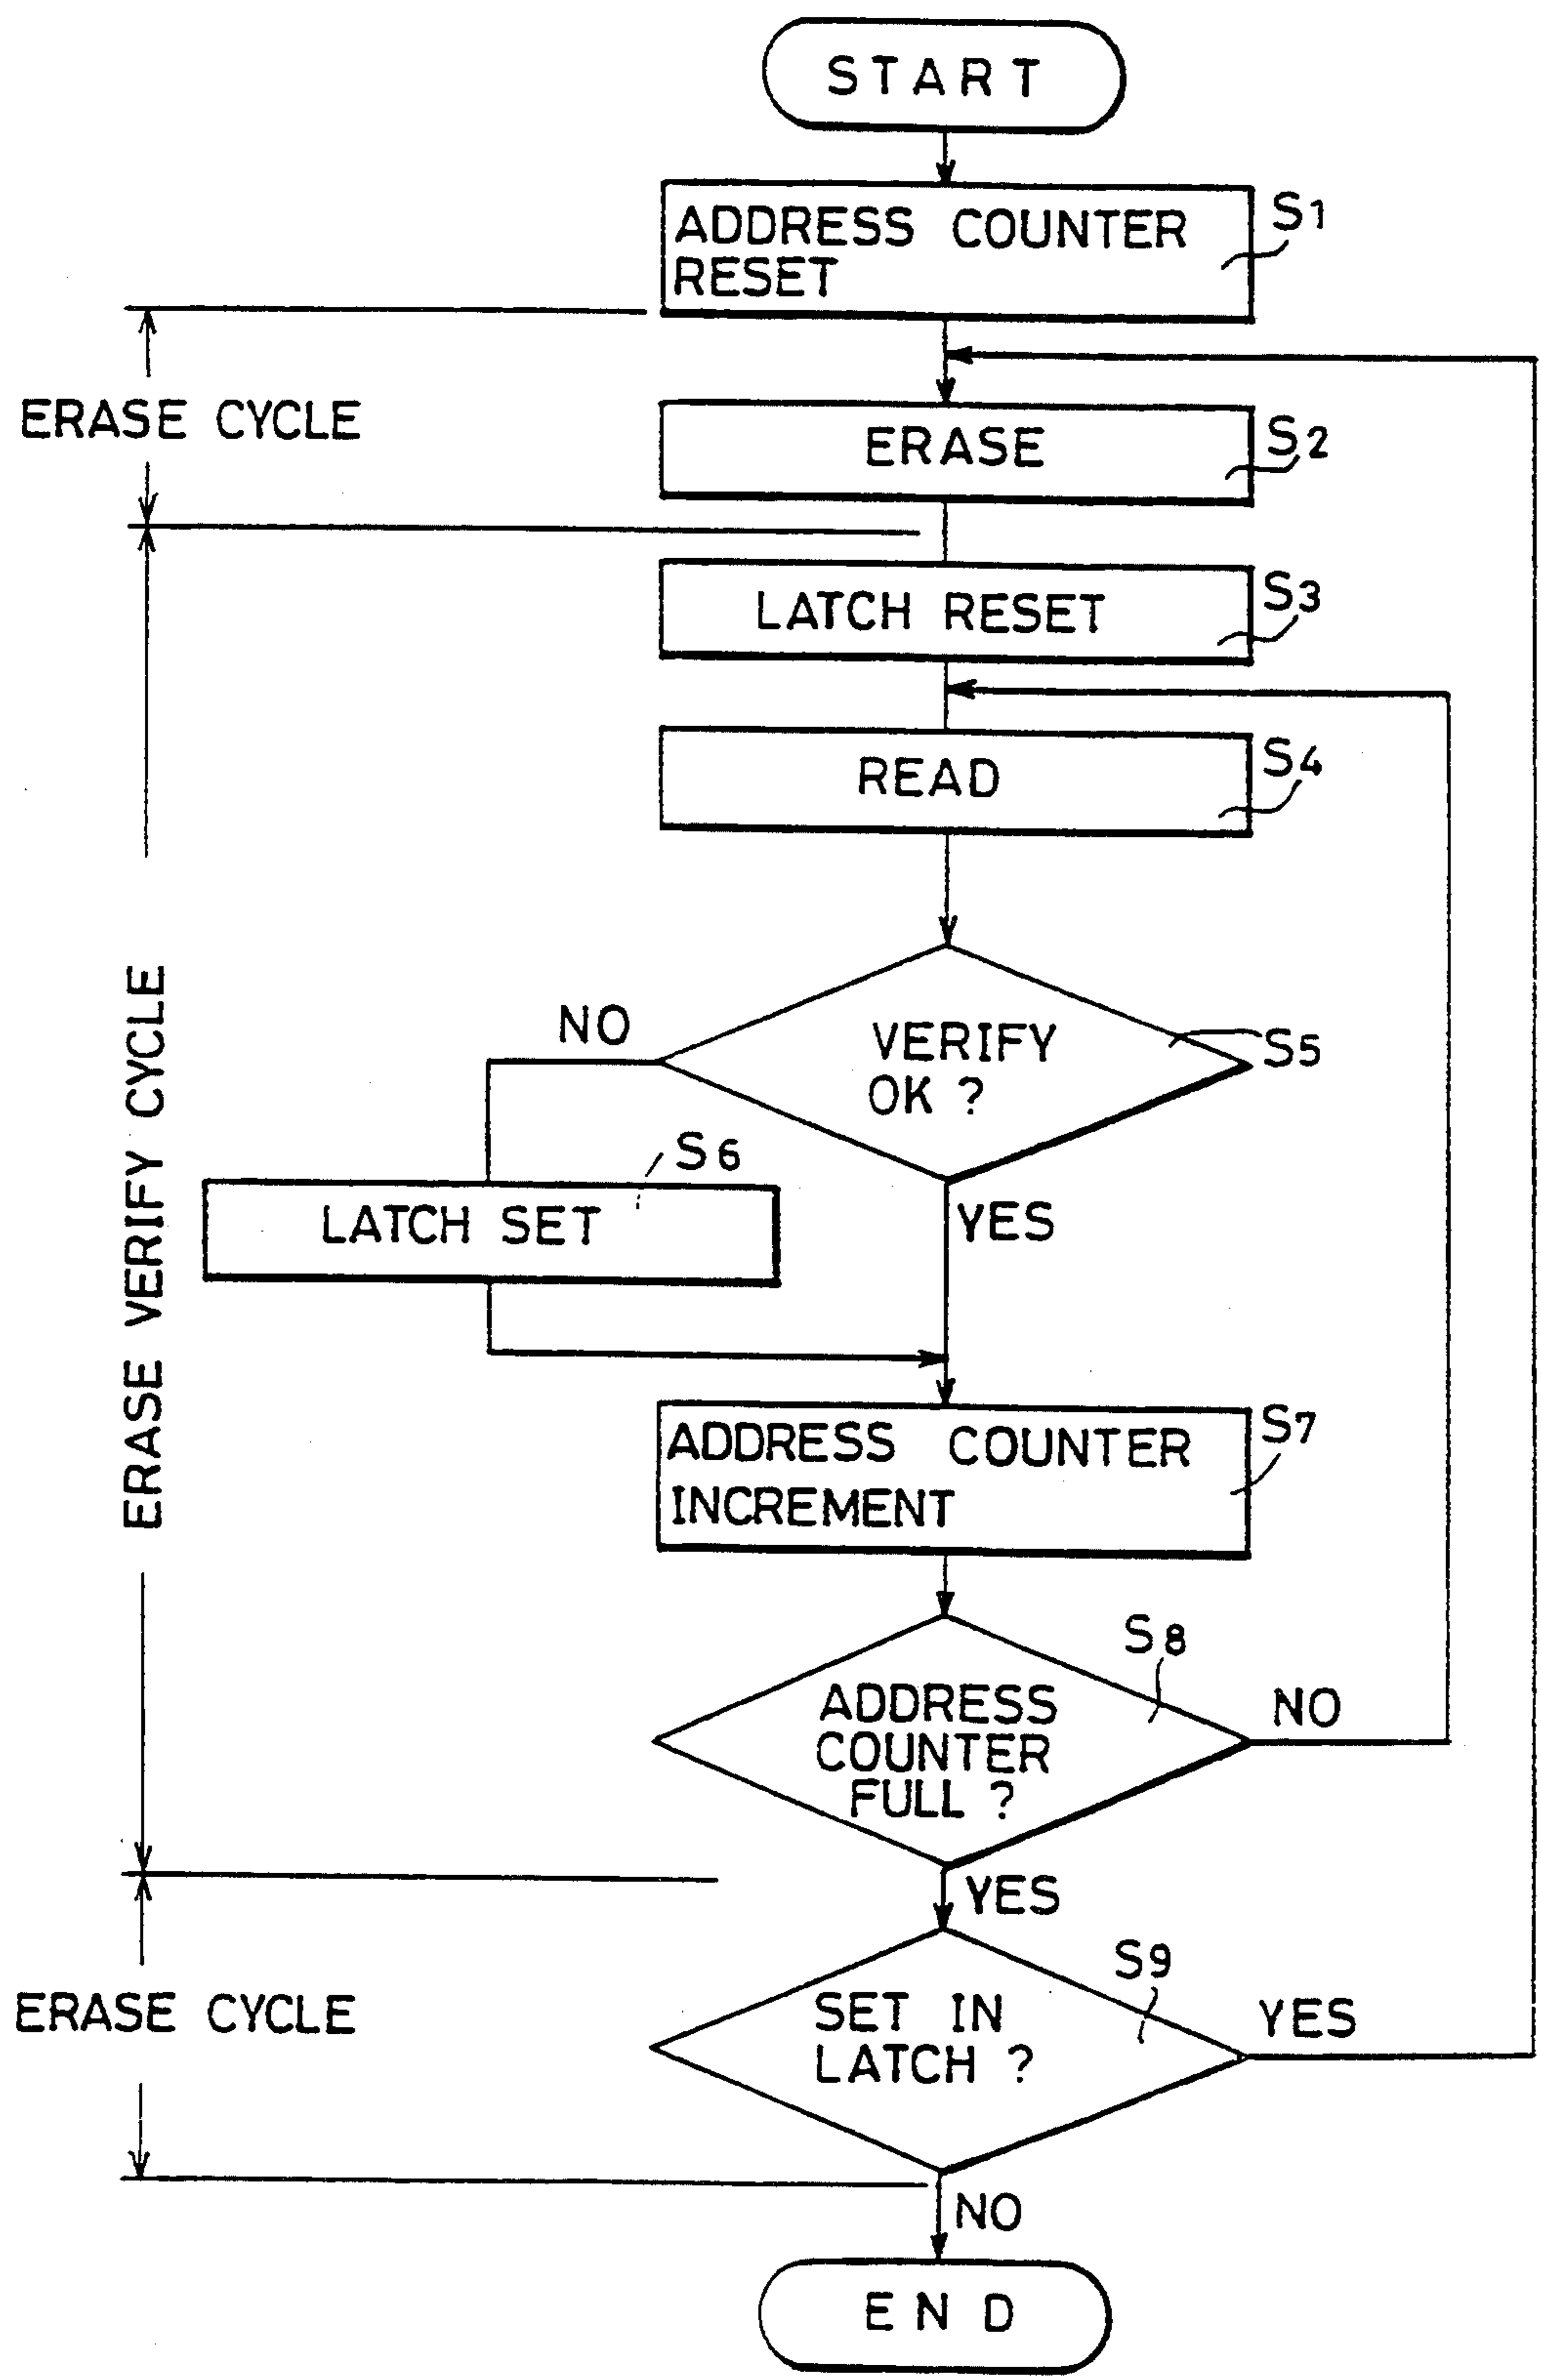 START
ADDRESS COUNTER
RESET
S1
ERASE CYCLE
ERASE
S2
LATCH RESET
S3
READ
S4
ERASE VERIFY CYCLE
NO
VERIFY
OK ?
S5
S6
LATCH SET
YES
ADDRESS COUNTER
INCREMENT
S7
S8
ADDRESS
COUNTER
FULL ?
NO
YES
ERASE CYCLE
S9
SET IN
LATCH ?
YES
NO
END